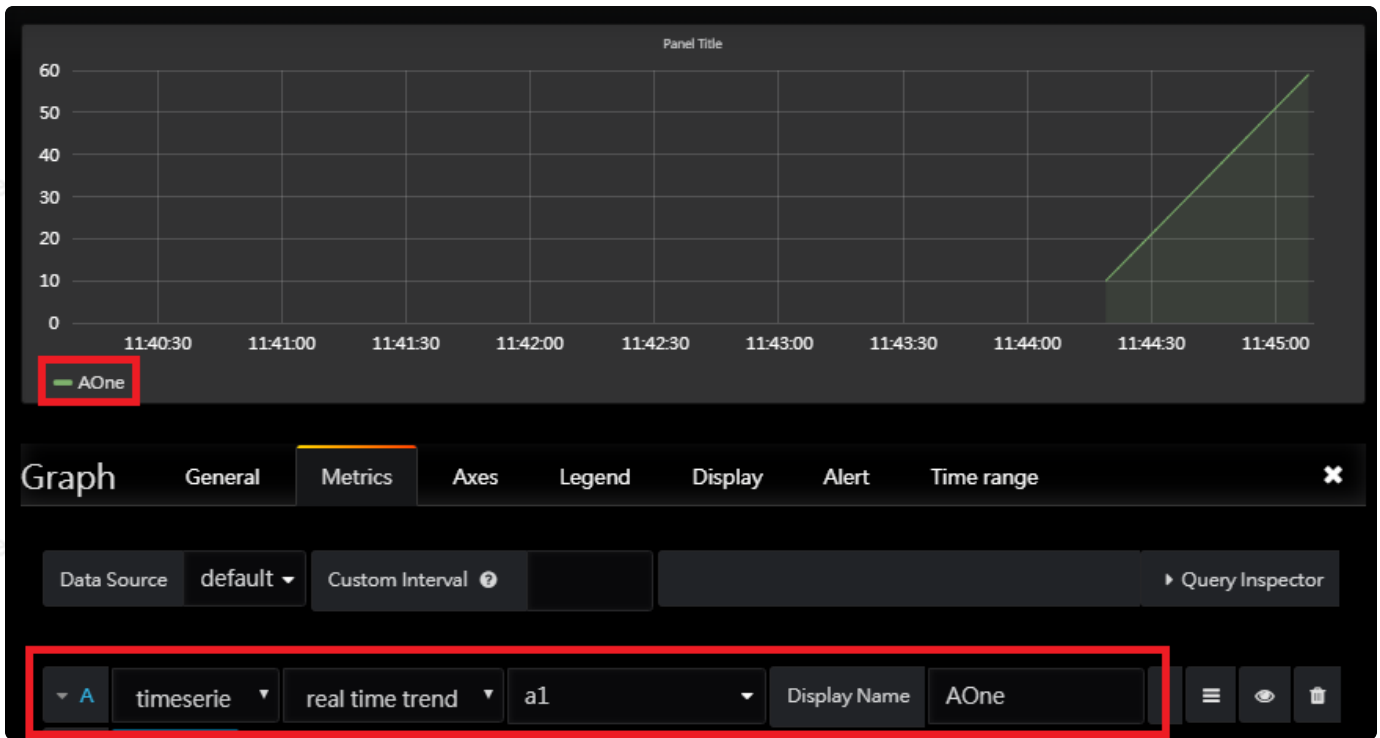 Panel Title
60
50
40
30
20
10
0
11:40:30 11:41:00 11:41:30 11:42:00 11:42:30 11:43:00 11:43:30 11:44:00 11:44:30 11:45:00
AOne
Graph General Metrics Axes Legend Display Alert Time range
Data Source default Custom Interval Query Inspector
A timeserie real time trend a1 Display Name AOne